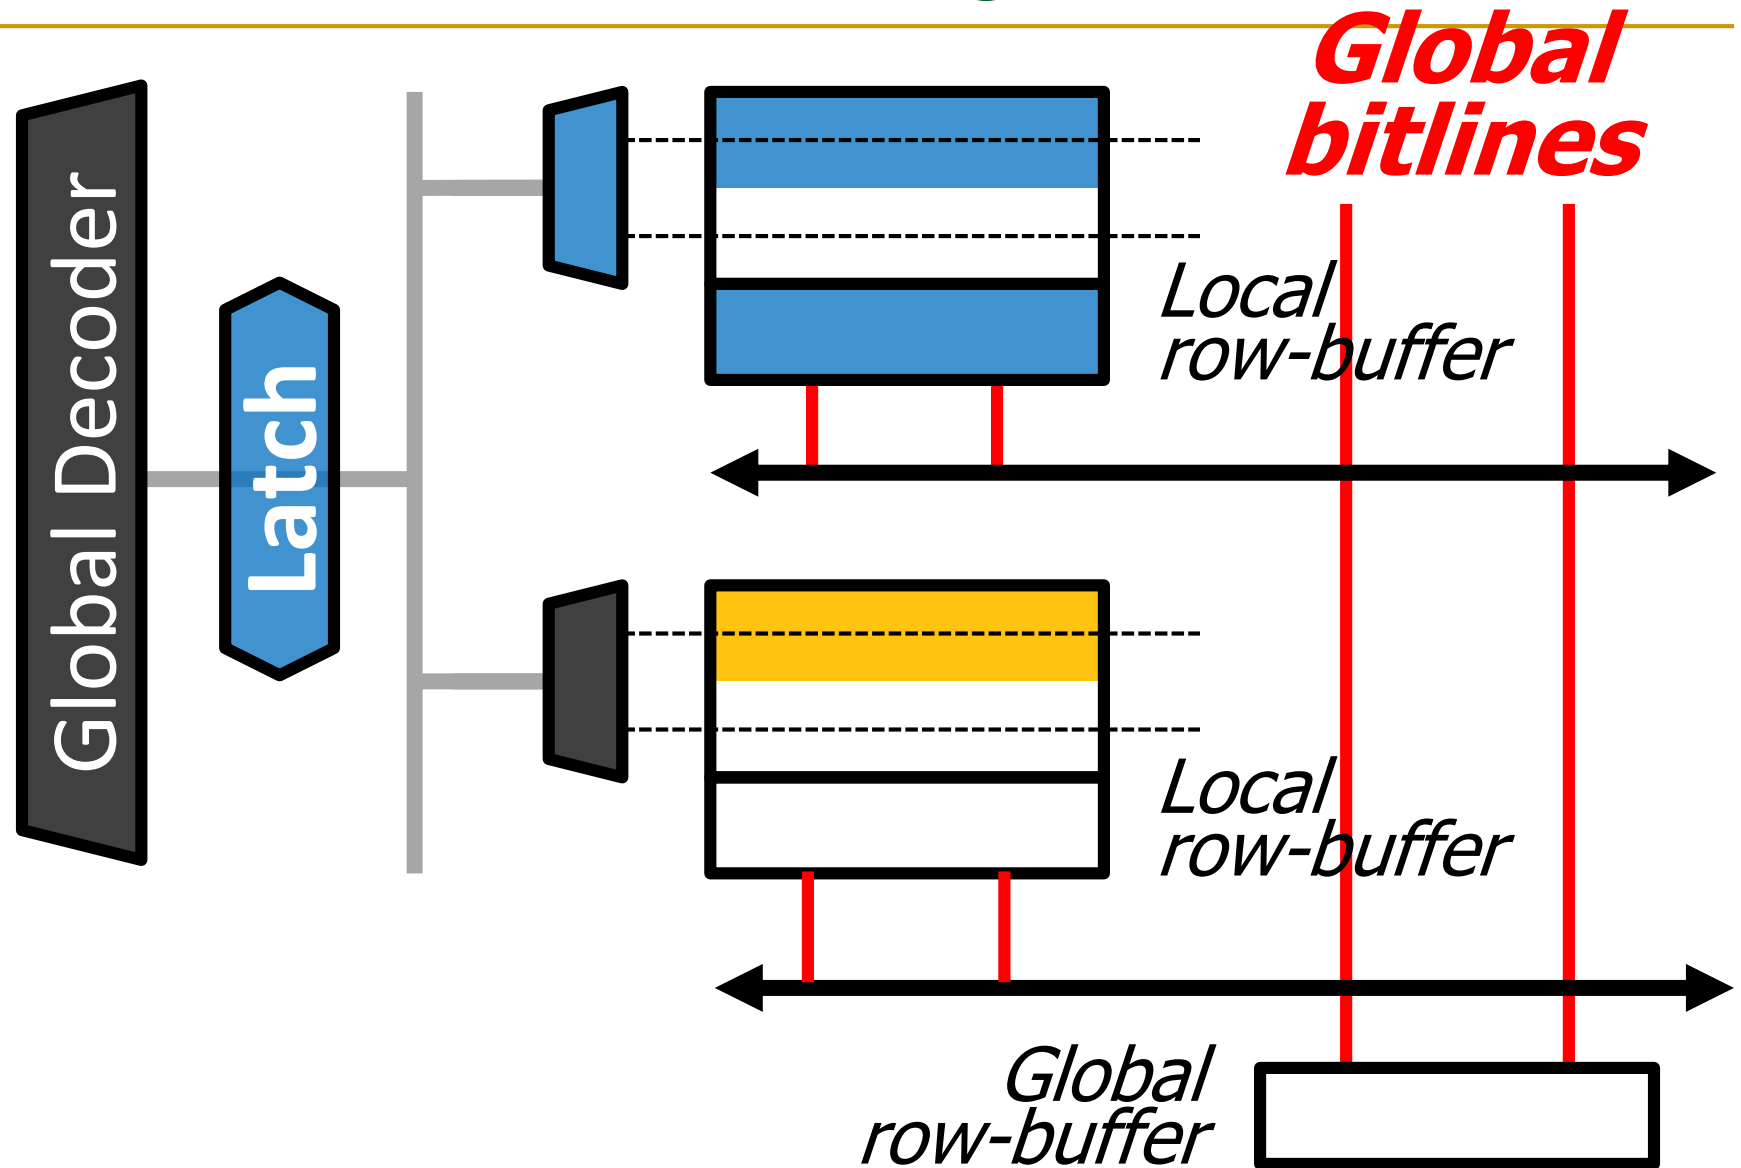 Global
bitlines
Global Decoder
Latch
Local
row-buffer
Local
row-buffer
Global
row-buffer